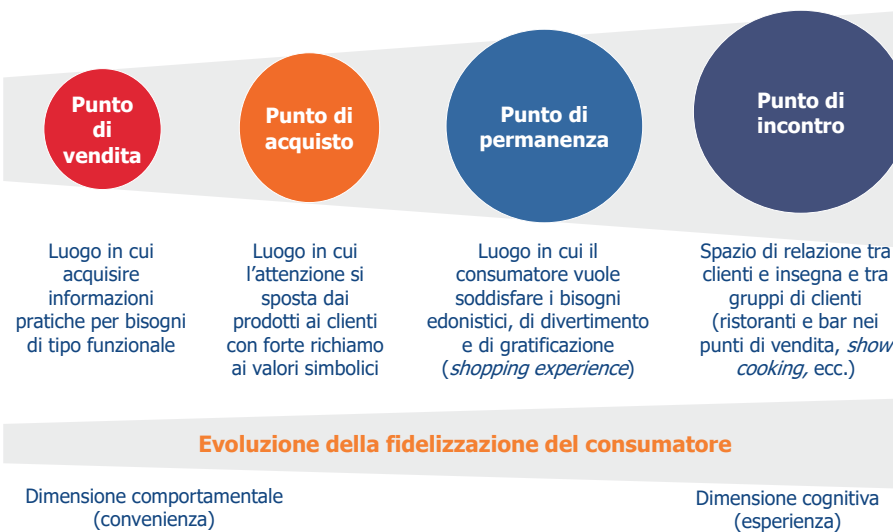 Punto
di
vendita
Punto di
acquisto
Punto di
permanenza
Punto di
incontro
Luogo in cui
acquisire
informazioni
pratiche per bisogni
di tipo funzionale
Luogo in cui
l'attenzione si
sposta dai
prodotti ai clienti
con forte richiamo
ai valori simbolici
Luogo in cui il
consumatore vuole
soddisfare i bisogni
edonistici, di divertimento
e di gratificazione
(shopping experience)
Spazio di relazione tra
clienti e insegna e tra
gruppi di clienti
(ristoranti e bar nei
punti di vendita, show
cooking, ecc.)
Evoluzione della fidelizzazione del consumatore
Dimensione comportamentale
(convenienza)
Dimensione cognitiva
(esperienza)